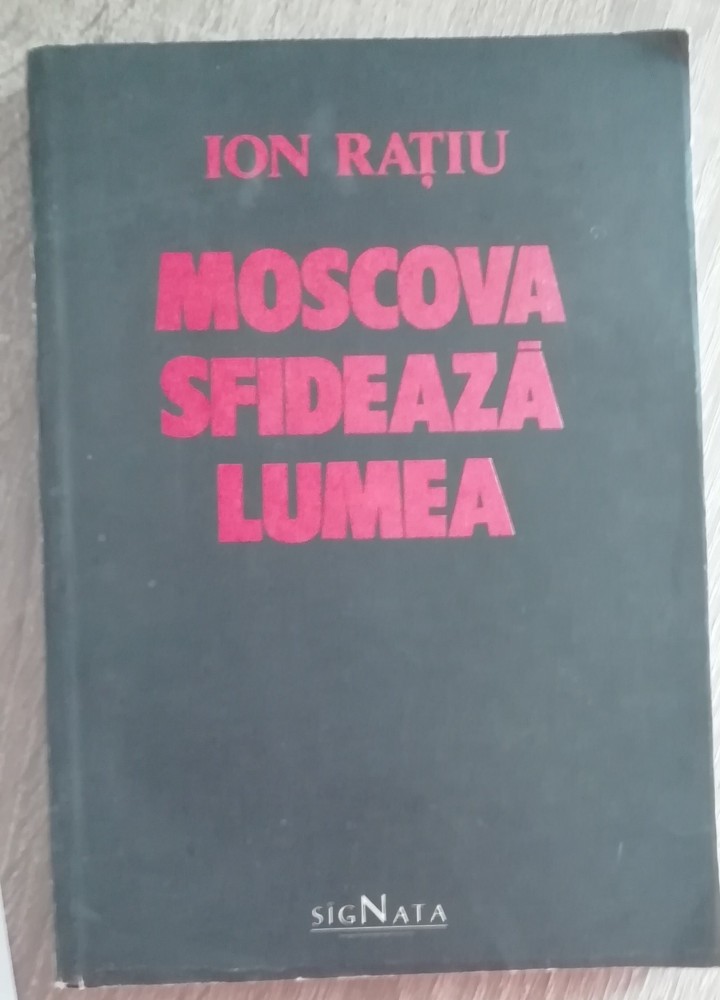 ION RAȚIU
MOSCOVA
SFIDEAZĂ
LUMEA
SIGNATA